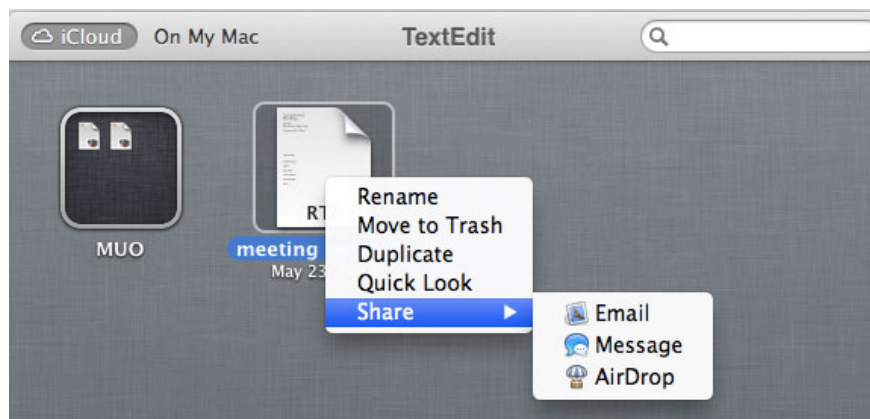 iCloud On My Mac TextEdit
MUO
meeting
May 23
Rename
Move to Trash
Duplicate
Quick Look
Share
Email
Message
AirDrop